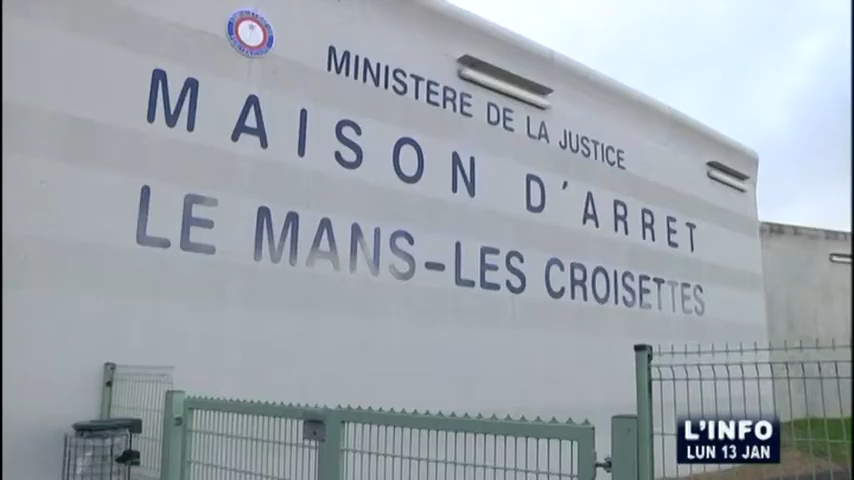 MINISTERE DE LA JUSTICE
MAISON D'ARRET
LE MANS-LES CROISETTES
L'INFO
LUN 13 JAN